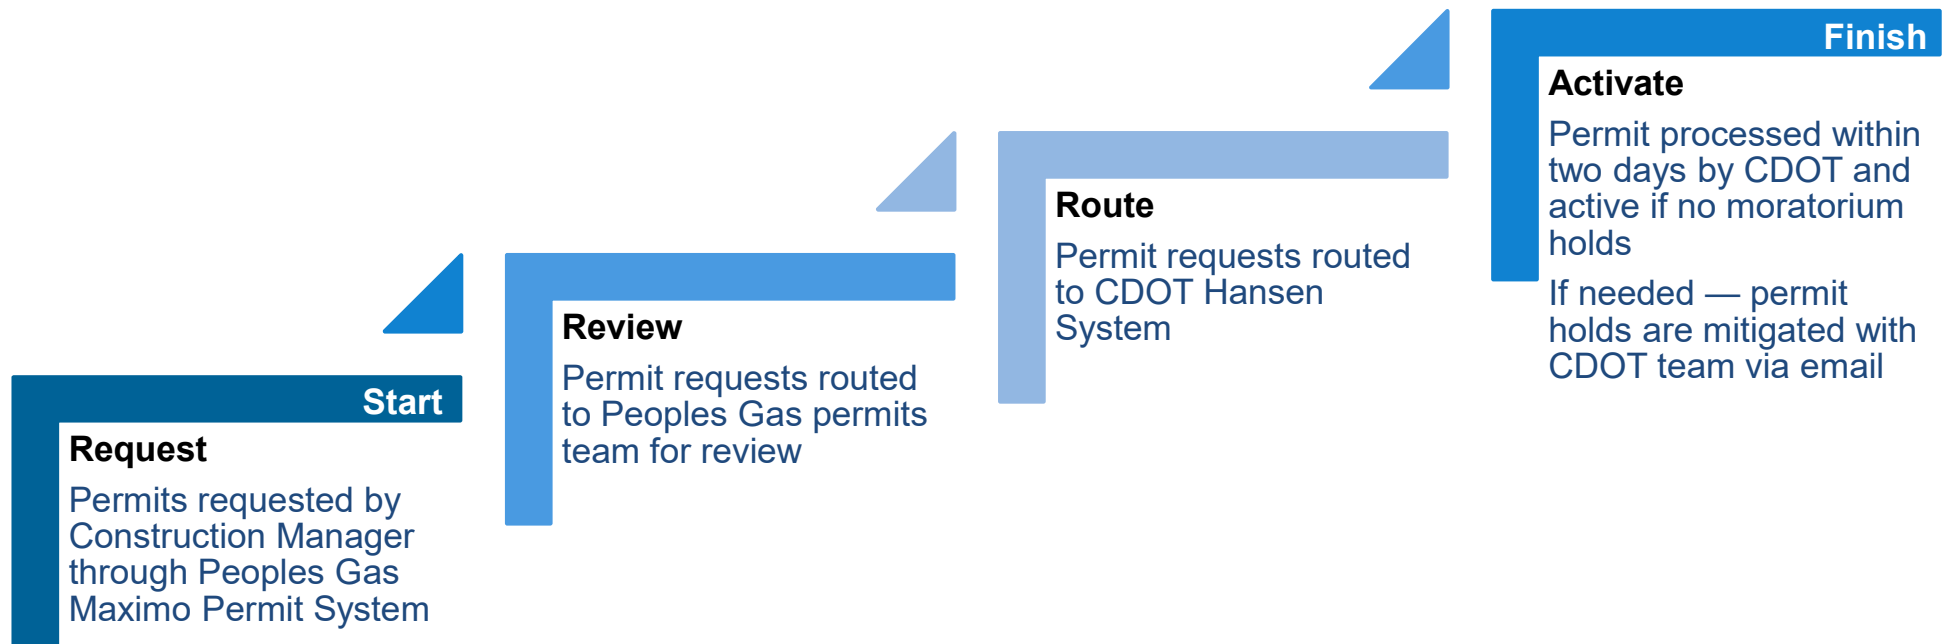 Start
Request
Permits requested by
Construction Manager
through Peoples Gas
Maximo Permit System
Review
Permit requests routed
to Peoples Gas permits
team for review
Route
Permit requests routed
to CDOT Hansen
System
Finish
Activate
Permit processed within
two days by CDOT and
active if no moratorium
holds
If needed — permit
holds are mitigated with
CDOT team via email